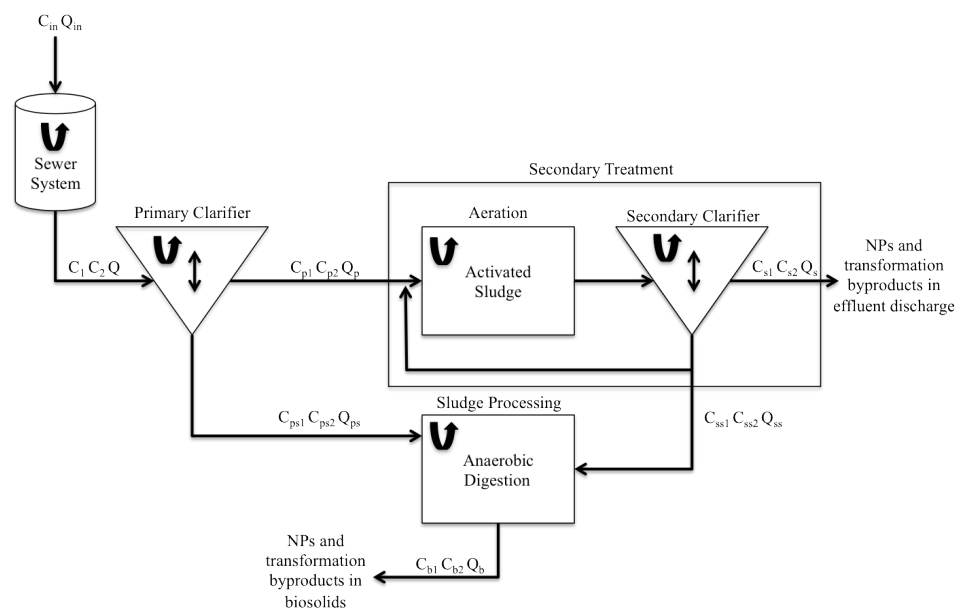 C_in Q_in
Sewer
System
C_1 C_2 Q
Primary Clarifier
C_p1 C_p2 Q_p
Secondary Treatment
Aeration
Activated
Sludge
Secondary Clarifier
C_s1 C_s2 Q_s
NPs and
transformation
byproducts in
effluent discharge
C_ps1 C_ps2 Q_ps
Sludge Processing
Anaerobic
Digestion
C_ss1 C_ss2 Q_ss
C_b1 C_b2 Q_b
NPs and
transformation
byproducts in
biosolids